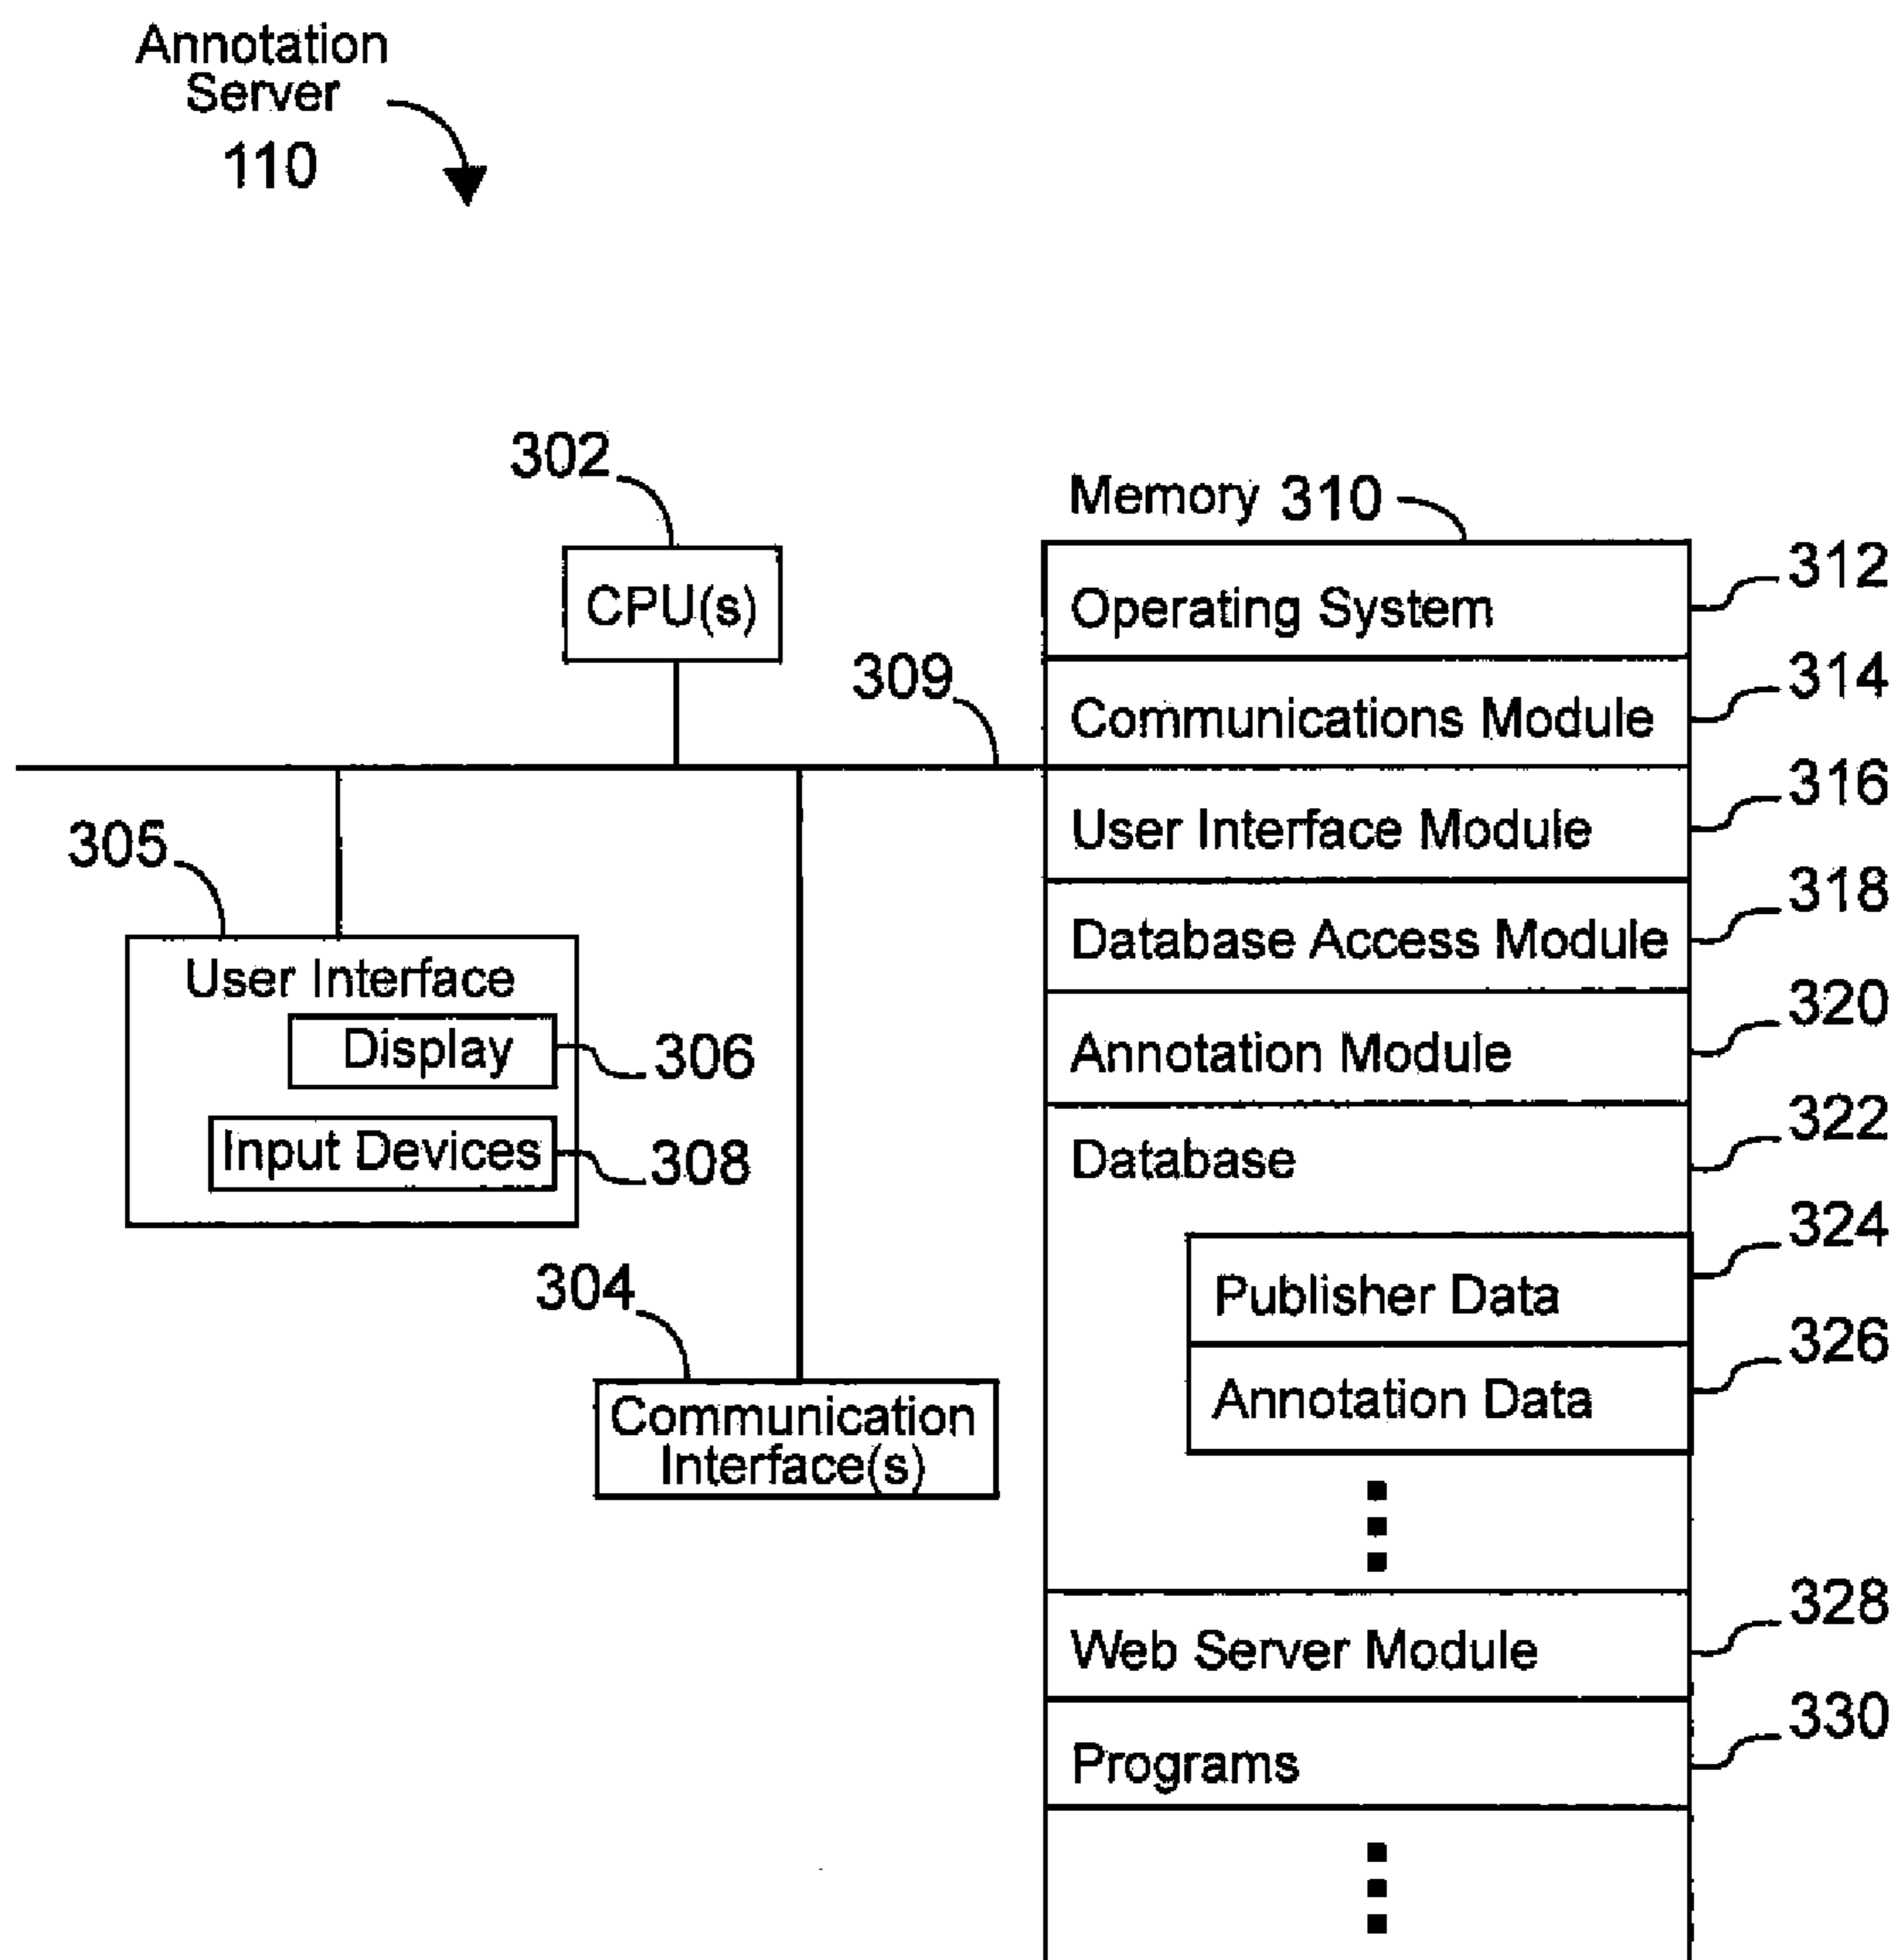 Annotation
Server
110
302
CPU(s)
309
305
User Interface
Display
306
Input Devices
308
304
Communication
Interface(s)
Memory 310
Operating System
312
Communications Module
314
User Interface Module
316
Database Access Module
318
Annotation Module
320
Database
322
Publisher Data
324
Annotation Data
326
Web Server Module
328
Programs
330